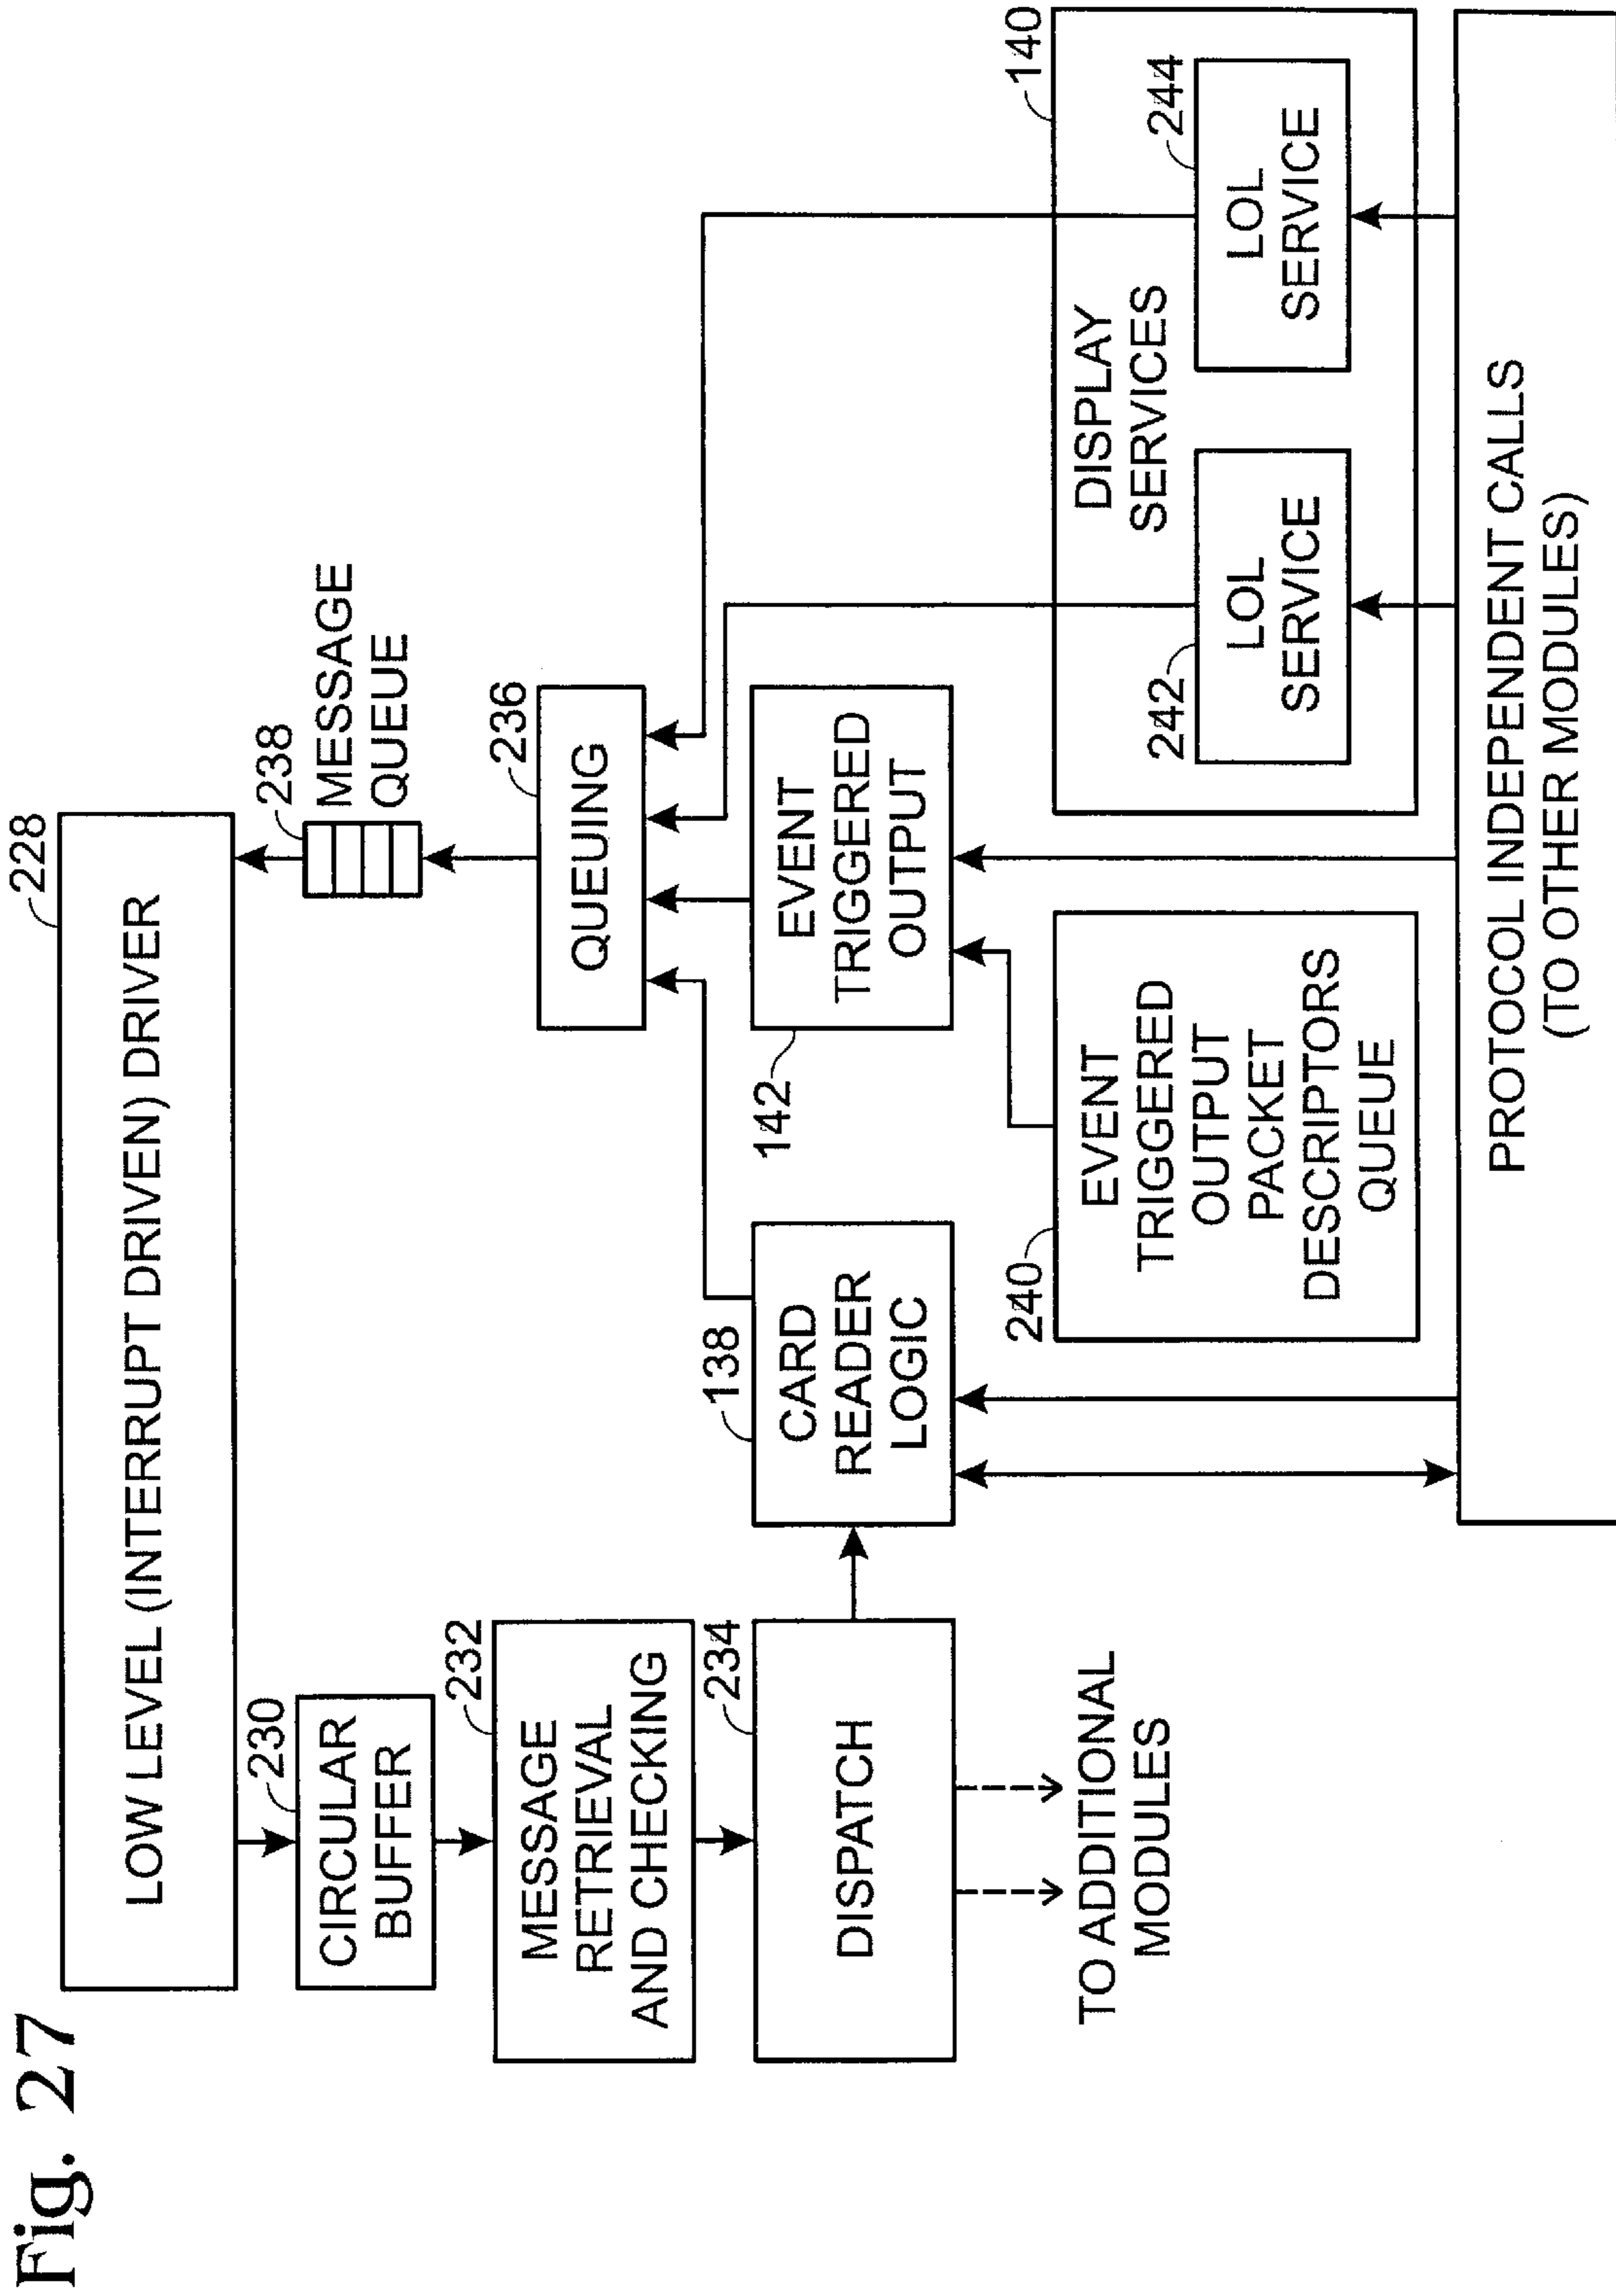 Fig. 27
228
LOW LEVEL (INTERRUPT DRIVEN) DRIVER
230
CIRCULAR
BUFFER
238
MESSAGE
QUEUE
232
MESSAGE
RETRIEVAL
AND CHECKING
236
QUEUING
234
DISPATCH
138
CARD
READER
LOGIC
142
EVENT
TRIGGERED
OUTPUT
TO ADDITIONAL
MODULES
240
EVENT
TRIGGERED
OUTPUT
PACKET
DESCRIPTORS
QUEUE
140
DISPLAY
SERVICES
242
LOL
SERVICE
244
LOL
SERVICE
PROTOCOL INDEPENDENT CALLS
(TO OTHER MODULES)